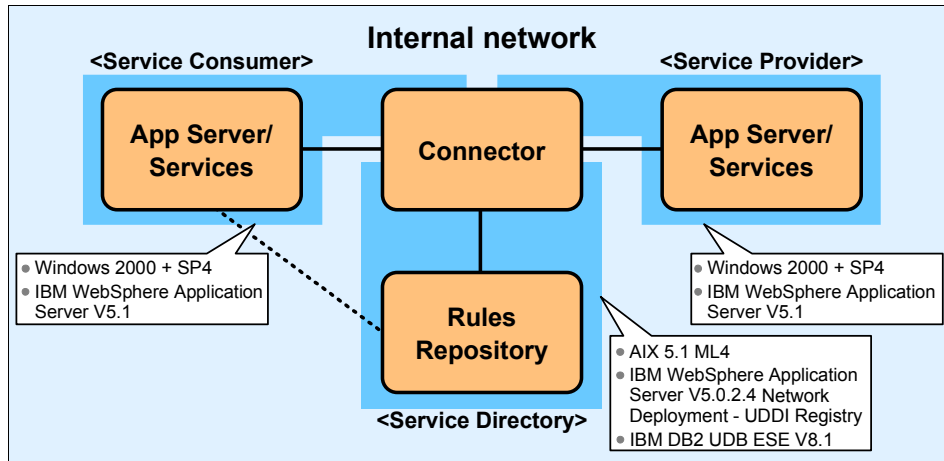 Internal network
<Service Consumer>
<Service Provider>
App Server/
Services
Connector
App Server/
Services
Windows 2000 + SP4
IBM WebSphere Application
Server V5.1
Windows 2000 + SP4
IBM WebSphere Application
Server V5.1
Rules
Repository
AIX 5.1 ML4
IBM WebSphere Application
Server V5.0.2.4 Network
Deployment - UDDI Registry
IBM DB2 UDB ESE V8.1
<Service Directory>